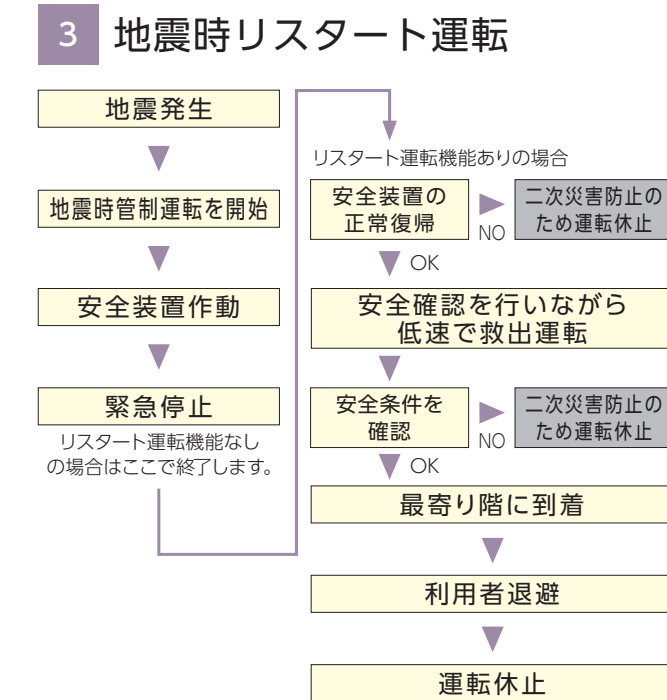 3 地震時リスタート運転
地震発生
地震時管制運転を開始
安全装置作動
緊急停止
リスタート運転機能なし
の場合はここで終了します。
リスタート運転機能ありの場合
安全装置の
正常復帰
NO
二次災害防止の
ため運転休止
OK
安全確認を行いながら
低速で救出運転
安全条件を
確認
NO
二次災害防止の
ため運転休止
OK
最寄り階に到着
利用者退避
運転休止